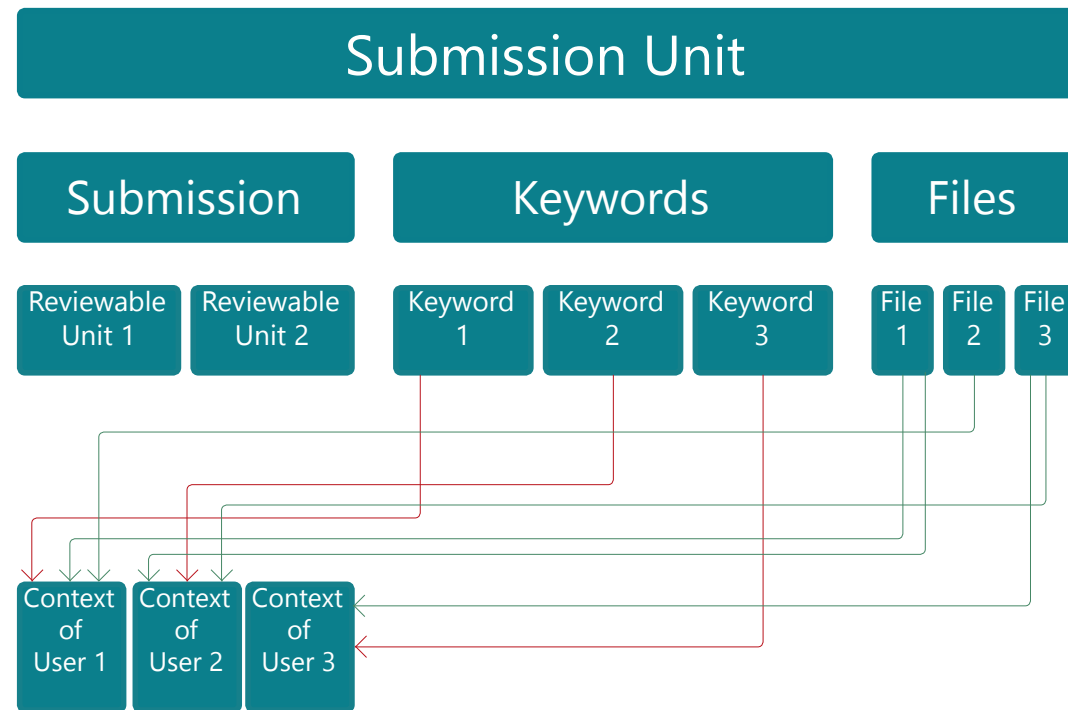 Submission Unit
Submission
Keywords
Files
Reviewable
Unit 1
Reviewable
Unit 2
Keyword
1
Keyword
2
Keyword
3
File
1
File
2
File
3
Context
of
User 1
Context
of
User 2
Context
of
User 3